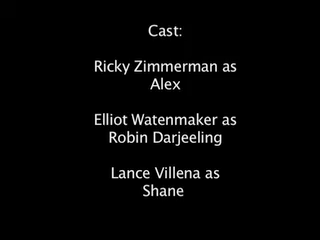 Cast:
Ricky Zimmerman as
Alex
Elliot Watenmaker as
Robin Darjeeling
Lance Villena as
Shane